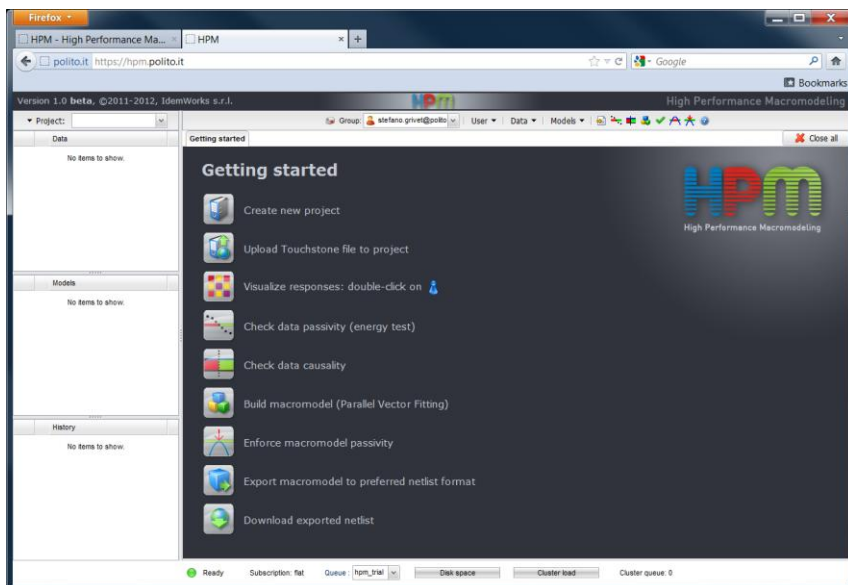 Firefox
HPM - High Performance Ma...
HPM
polito.it https://hpm.polito.it
Google
Bookmarks
Version 1.0 beta, ©2011-2012, IdemWorks s.r.l.
HPM
High Performance Macromodeling
Project:
Group: stefano.grivet@polito
User
Data
Models
Data
Getting started
Close all
No items to show.
Getting started
HPM
High Performance Macromodeling
Create new project
Upload Touchstone file to project
Visualize responses: double-click on
Models
No items to show.
Check data passivity (energy test)
Check data causality
Build macromodel (Parallel Vector Fitting)
History
No items to show.
Enforce macromodel passivity
Export macromodel to preferred netlist format
Download exported netlist
Ready
Subscription: flat
Queue: hpm_trial
Disk space
Cluster load
Cluster queue: 0